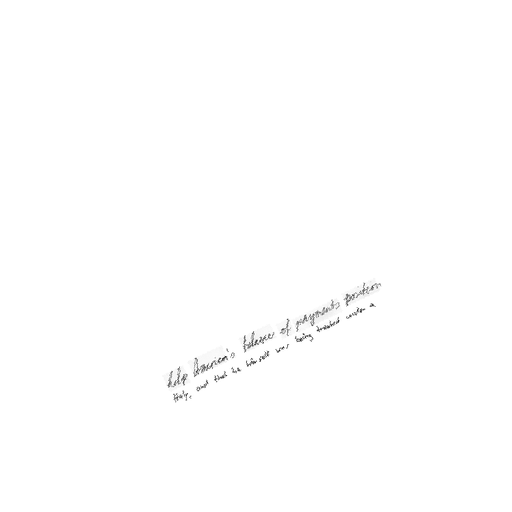 help America's balance of payments position
Italy, and that he himself was being treated under a